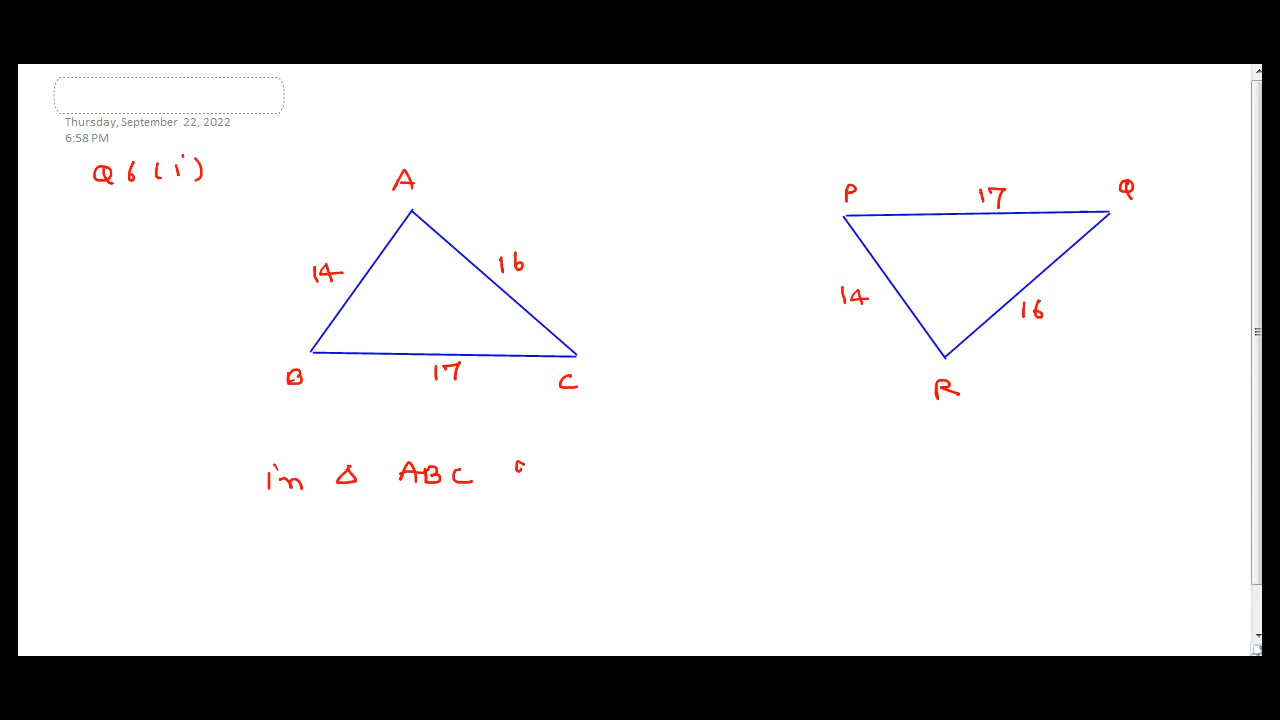 Thursday, September 22, 2022
6:58 PM
Q 6 (i)
A
P
17
Q
14
16
14
16
B
17
C
R
in Δ ABC